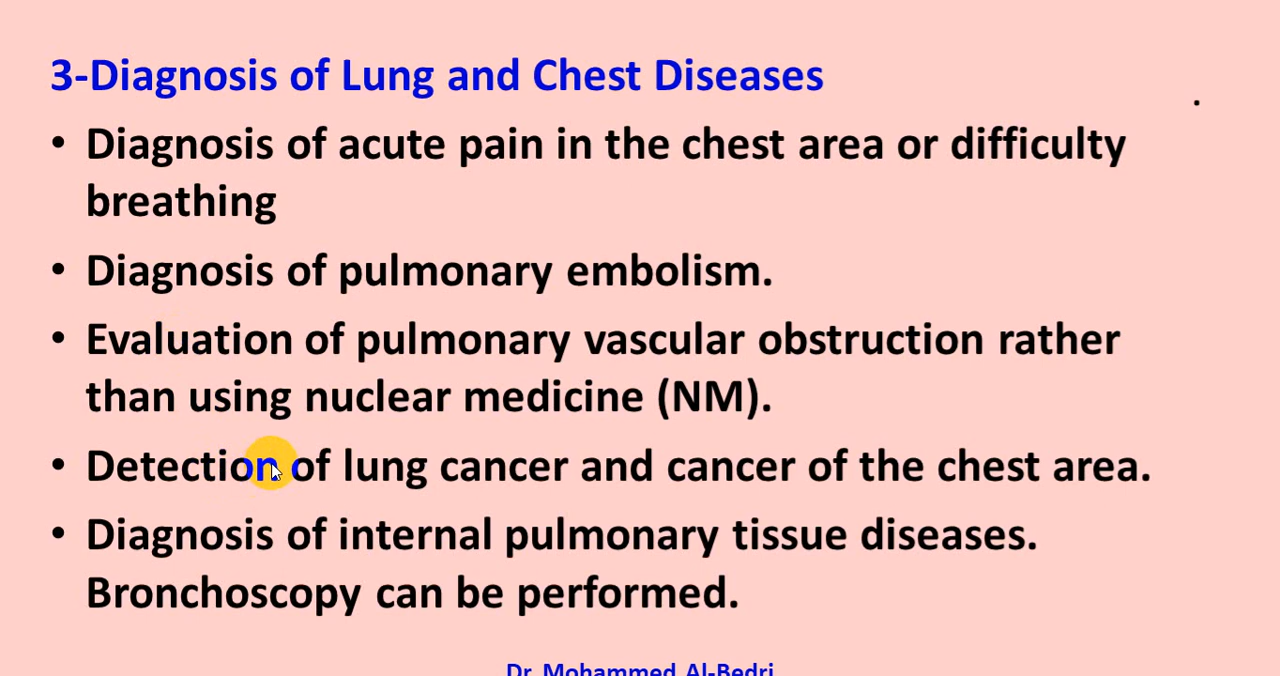 3-Diagnosis of Lung and Chest Diseases
.
• Diagnosis of acute pain in the chest area or difficulty
breathing
• Diagnosis of pulmonary embolism.
• Evaluation of pulmonary vascular obstruction rather
than using nuclear medicine (NM).
• Detection of lung cancer and cancer of the chest area.
• Diagnosis of internal pulmonary tissue diseases.
Bronchoscopy can be performed.
Dr. Mohammed Al-Bedri